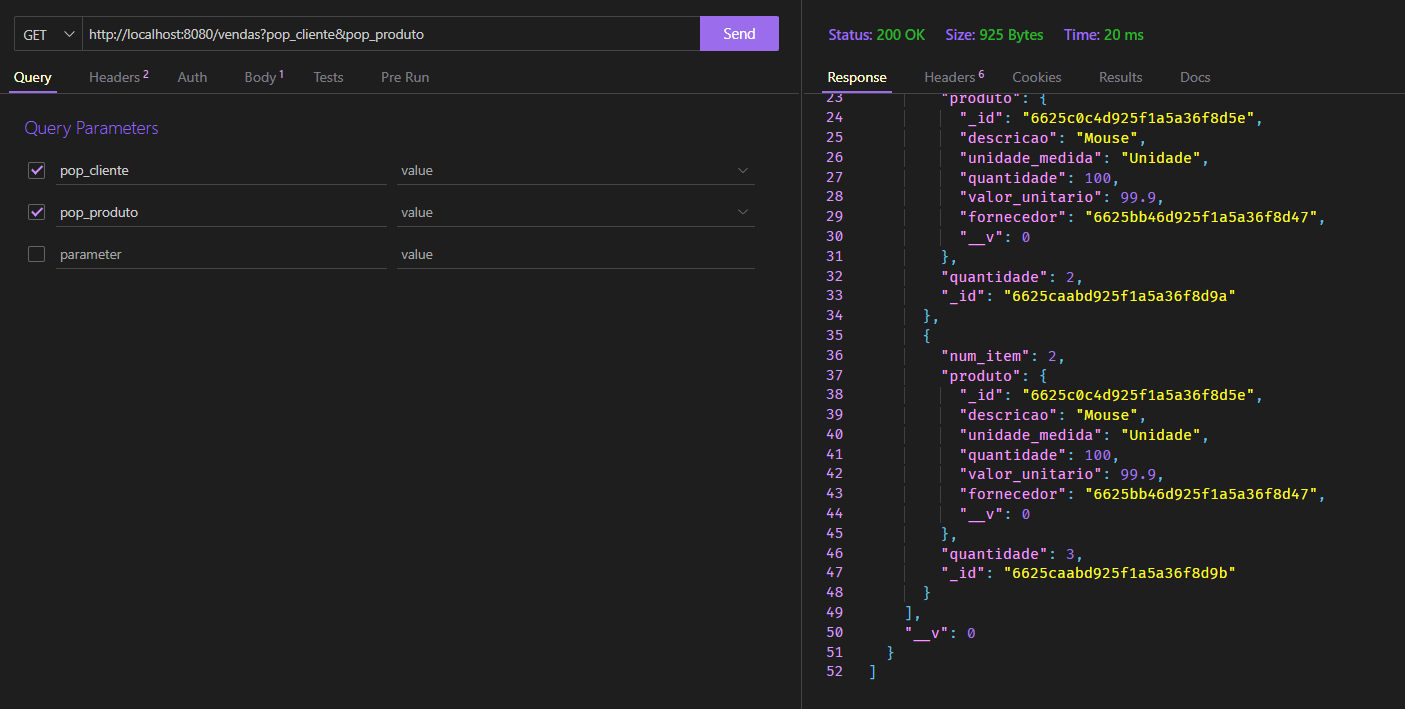 GET http://localhost:8080/vendas?pop_cliente&pop_produto Send
Query Headers 2 Auth Body 1 Tests Pre Run
Query Parameters
pop_cliente value
pop_produto value
parameter value
Status: 200 OK Size: 925 Bytes Time: 20 ms
Response Headers 6 Cookies Results Docs
23 "produto": {
24 "_id": "6625c0c4d925f1a5a36f8d5e",
25 "descricao": "Mouse",
26 "unidade_medida": "Unidade",
27 "quantidade": 100,
28 "valor_unitario": 99.9,
29 "fornecedor": "6625bb46d925f1a5a36f8d47",
30 "__v": 0
31 },
32 "quantidade": 2,
33 "_id": "6625caabd925f1a5a36f8d9a"
34 },
35 {
36 "num_item": 2,
37 "produto": {
38 "_id": "6625c0c4d925f1a5a36f8d5e",
39 "descricao": "Mouse",
40 "unidade_medida": "Unidade",
41 "quantidade": 100,
42 "valor_unitario": 99.9,
43 "fornecedor": "6625bb46d925f1a5a36f8d47",
44 "__v": 0
45 },
46 "quantidade": 3,
47 "_id": "6625caabd925f1a5a36f8d9b"
48 }
49 ],
50 "__v": 0
51 }
52 ]